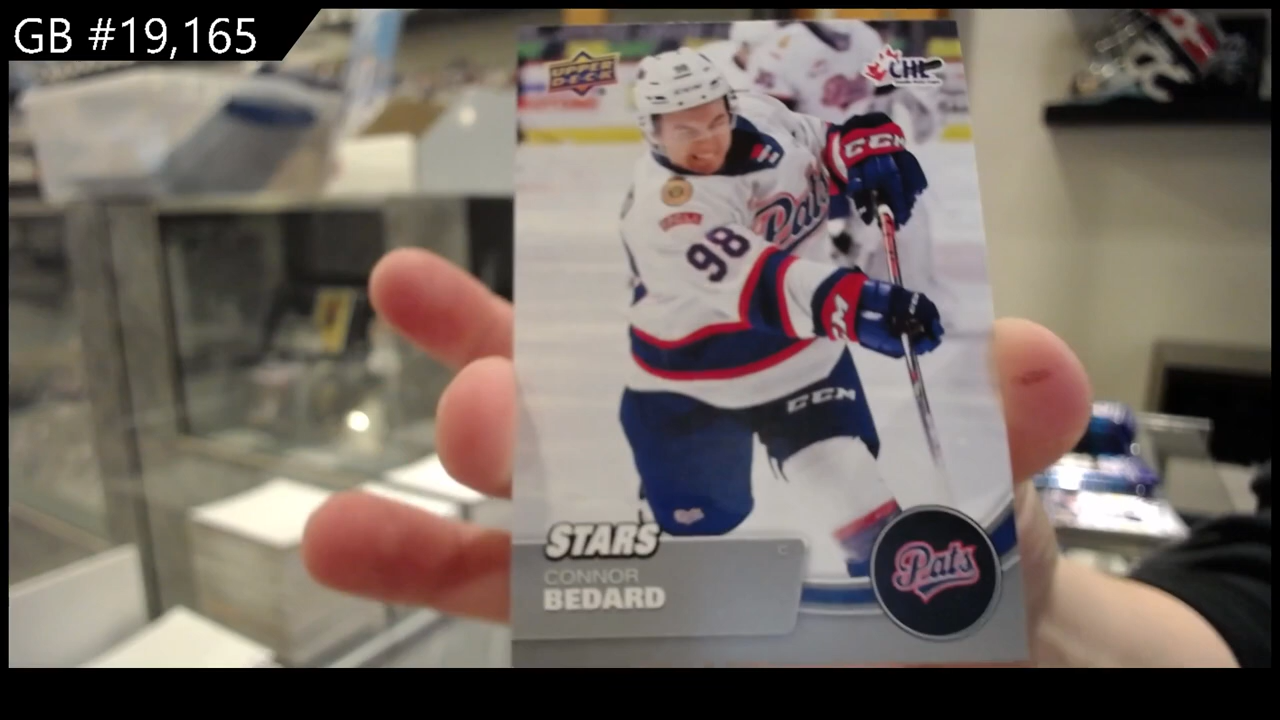 GB #19,165
UPPER
DECK
CHL
CCM
Pats
98
CCM
CCM
STARS
C
CONNOR
BEDARD
Pats